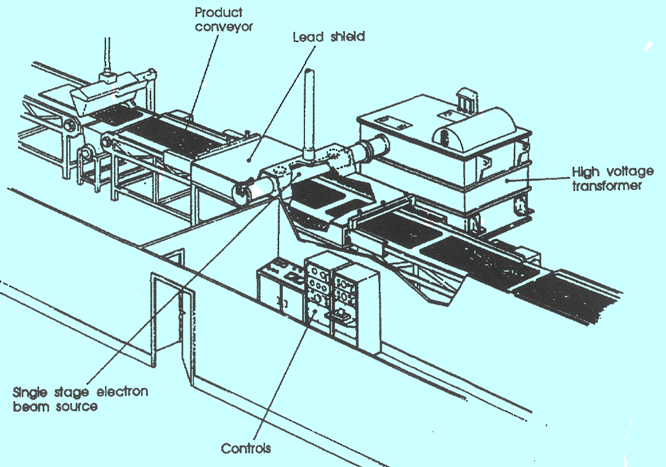 Product
conveyor
Lead shield
High voltage
transformer
Single stage electron
beam source
Controls